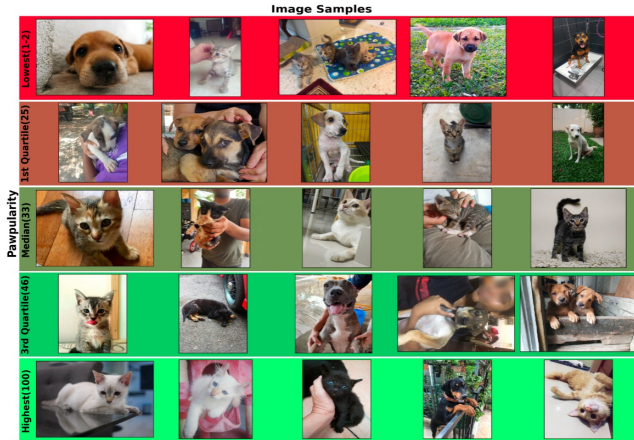 Image Samples
Pawpularity
Lowest(1-2)
1st Quartile(25)
Median(33)
3rd Quartile(46)
Highest(100)